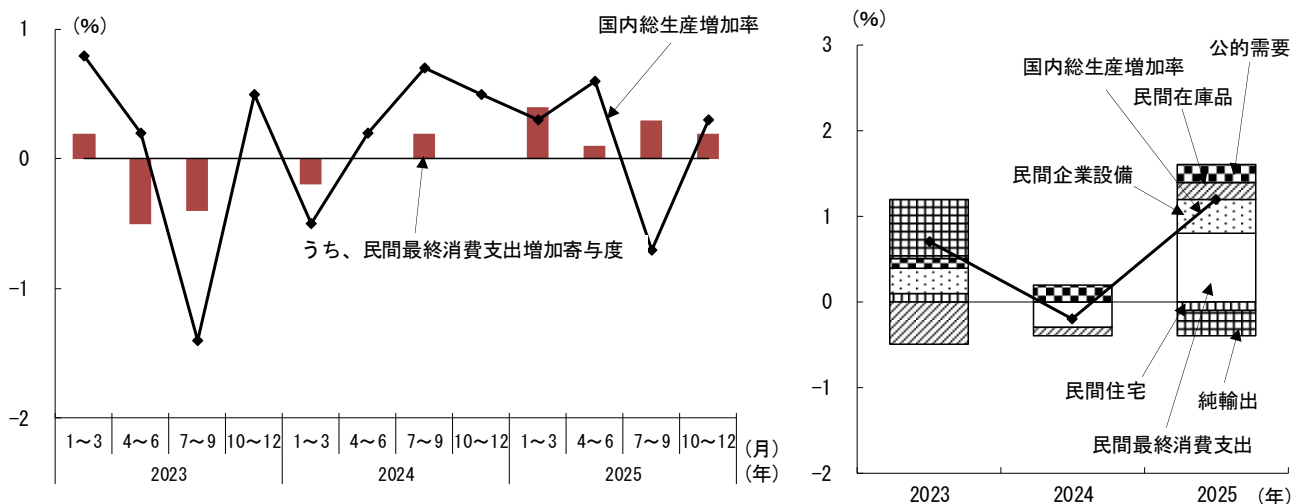 (%)
1
0
-1
-2
国内総生産増加率
うち、民間最終消費支出増加寄与度
1～3 4～6 7～9 10～12 1～3 4～6 7～9 10～12 1～3 4～6 7～9 10～12 (月)
2023 2024 2025 (年)
(%)
3
2
1
0
-1
-2
公的需要
国内総生産増加率
民間在庫品
民間企業設備
民間住宅
純輸出
民間最終消費支出
2023 2024 2025 (年)